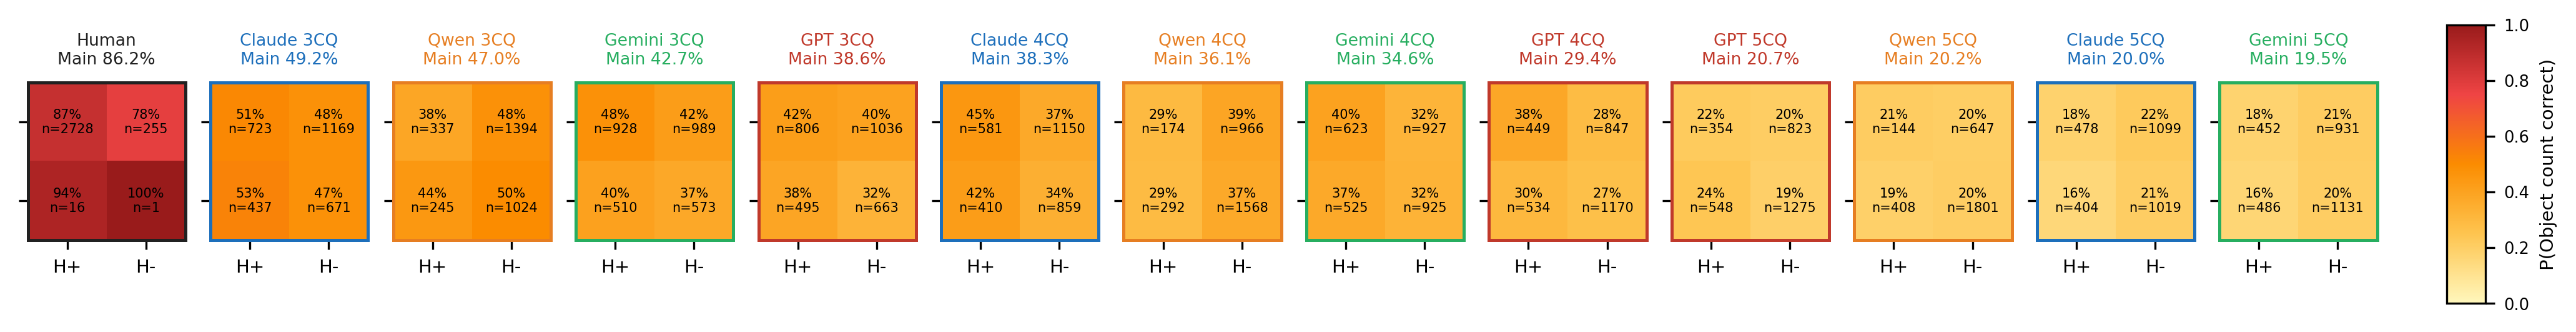 Human
Main 86.2%
87%
n=2728
78%
n=255
94%
n=16
100%
n=1
H+
H-
Claude 3CQ
Main 49.2%
51%
n=723
48%
n=1169
53%
n=437
47%
n=671
H+
H-
Qwen 3CQ
Main 47.0%
38%
n=337
48%
n=1394
44%
n=245
50%
n=1024
H+
H-
Gemini 3CQ
Main 42.7%
48%
n=928
42%
n=989
40%
n=510
37%
n=573
H+
H-
GPT 3CQ
Main 38.6%
42%
n=806
40%
n=1036
38%
n=495
32%
n=663
H+
H-
Claude 4CQ
Main 38.3%
45%
n=581
37%
n=1150
42%
n=410
34%
n=859
H+
H-
Qwen 4CQ
Main 36.1%
29%
n=174
39%
n=966
29%
n=292
37%
n=1568
H+
H-
Gemini 4CQ
Main 34.6%
40%
n=623
32%
n=927
37%
n=525
32%
n=925
H+
H-
GPT 4CQ
Main 29.4%
38%
n=449
28%
n=847
30%
n=534
27%
n=1170
H+
H-
GPT 5CQ
Main 20.7%
22%
n=354
20%
n=823
24%
n=548
19%
n=1275
H+
H-
Qwen 5CQ
Main 20.2%
21%
n=144
20%
n=647
19%
n=408
20%
n=1801
H+
H-
Claude 5CQ
Main 20.0%
18%
n=478
22%
n=1099
16%
n=404
21%
n=1019
H+
H-
Gemini 5CQ
Main 19.5%
18%
n=452
21%
n=931
16%
n=486
20%
n=1131
H+
H-
1.0
0.8
0.6
0.4
0.2
0.0
P(Object count correct)